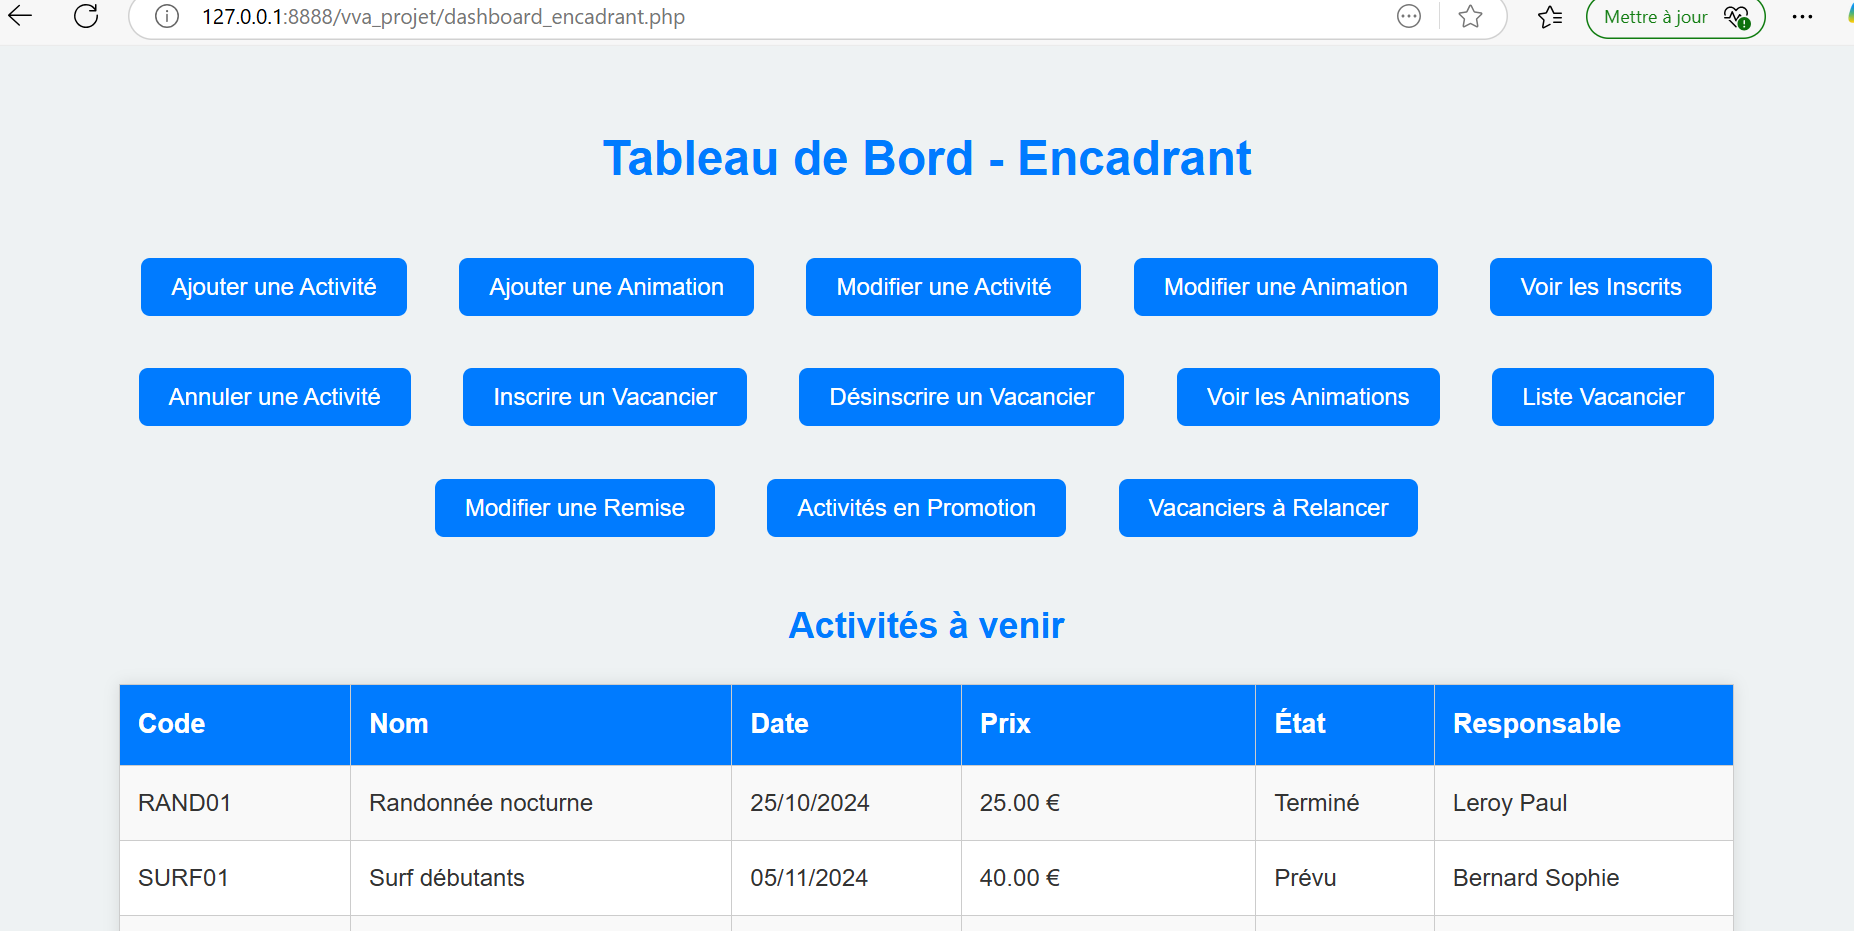 127.0.0.1:8888/vva_projet/dashboard_encadrant.php
Mettre à jour
Tableau de Bord - Encadrant
Ajouter une Activité
Ajouter une Animation
Modifier une Activité
Modifier une Animation
Voir les Inscrits
Annuler une Activité
Inscrire un Vacancier
Désinscrire un Vacancier
Voir les Animations
Liste Vacancier
Modifier une Remise
Activités en Promotion
Vacanciers à Relancer
Activités à venir
Code Nom Date Prix État Responsable
RAND01 Randonnée nocturne 25/10/2024 25.00 € Terminé Leroy Paul
SURF01 Surf débutants 05/11/2024 40.00 € Prévu Bernard Sophie